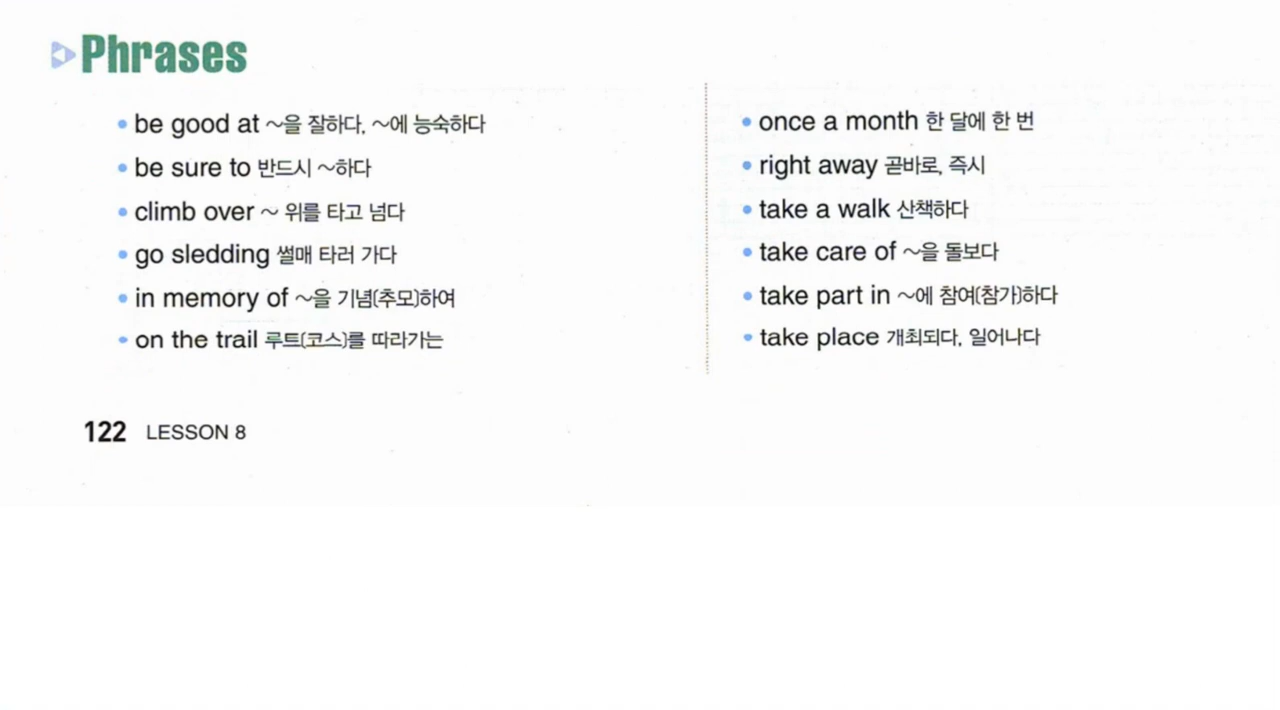 Phrases
• be good at ~을 잘하다, ~에 능숙하다
• be sure to 반드시 ~하다
• climb over ~ 위를 타고 넘다
• go sledding 썰매 타러 가다
• in memory of ~을 기념(추모)하여
• on the trail 루트(코스)를 따라가는
• once a month 한 달에 한 번
• right away 곧바로, 즉시
• take a walk 산책하다
• take care of ~을 돌보다
• take part in ~에 참여(참가)하다
• take place 개최되다, 일어나다
122 LESSON 8